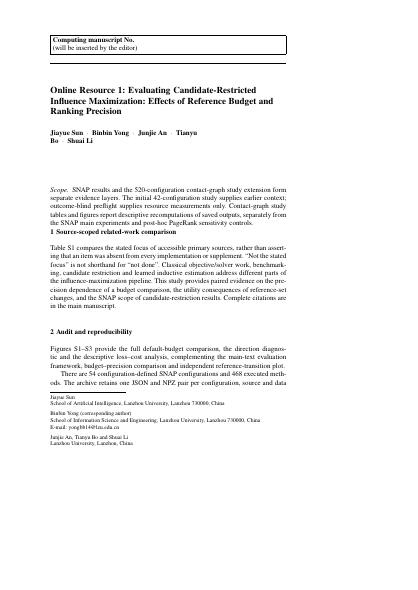 Computing manuscript No.
(will be inserted by the editor)
Online Resource 1: Evaluating Candidate-Restricted
Influence Maximization: Effects of Reference Budget and
Ranking Precision
Jiayue Sun · Binbin Yong · Junjie An · Tianyu
Bo · Shuai Li
Scope. SNAP results and the 520-configuration contact-graph study extension form
separate evidence layers. The initial 42-configuration study supplies earlier context;
outcome-blind preflight supplies resource measurements only. Contact-graph study
tables and figures report descriptive recomputations of saved outputs, separately from
the SNAP main experiments and post-hoc PageRank sensitivity controls.
1 Source-scoped related-work comparison
Table S1 compares the stated focus of accessible primary sources, rather than assert-
ing that an item was absent from every implementation or supplement. “Not the stated
focus” is not shorthand for “not done”. Classical objective/solver work, benchmark-
ing, candidate restriction and learned inductive estimation address different parts of
the influence-maximization pipeline. This study provides paired evidence on the pre-
cision dependence of a budget comparison, the utility consequences of reference-set
changes, and the SNAP scope of candidate-restriction results. Complete citations are
in the main manuscript.
2 Audit and reproducibility
Figures S1–S3 provide the full default-budget comparison, the direction diagnos-
tic and the descriptive loss–cost analysis, complementing the main-text evaluation
framework, budget–precision comparison and independent reference-transition plot.
There are 54 configuration-defined SNAP configurations and 468 executed meth-
ods. The archive retains one JSON and NPZ pair per configuration, source and data
Jiayue Sun
School of Artificial Intelligence, Lanzhou University, Lanzhou 730000, China
Binbin Yong (corresponding author)
School of Information Science and Engineering, Lanzhou University, Lanzhou 730000, China
E-mail: yongbb14@lzu.edu.cn
Junjie An, Tianyu Bo and Shuai Li
Lanzhou University, Lanzhou, China